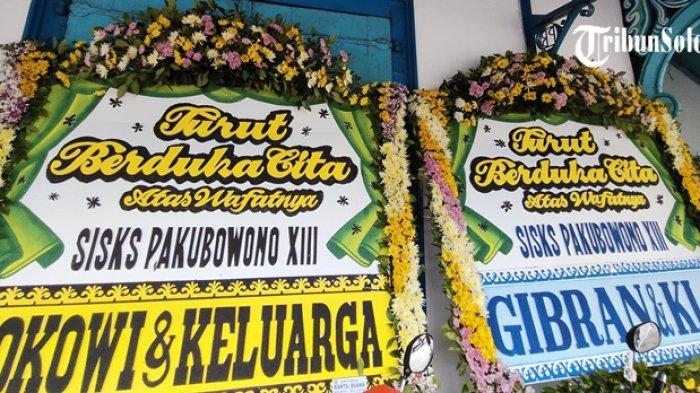 TribunSolo
Turut
Berduka Cita
Atas Wafatnya
SISKS PAKUBOWONO XIII
OKOWI & KELUARGA
Turut
Berduka Cita
Atas Wafatnya
SISKS PAKUBOWONO XIII
GIBRAN & K